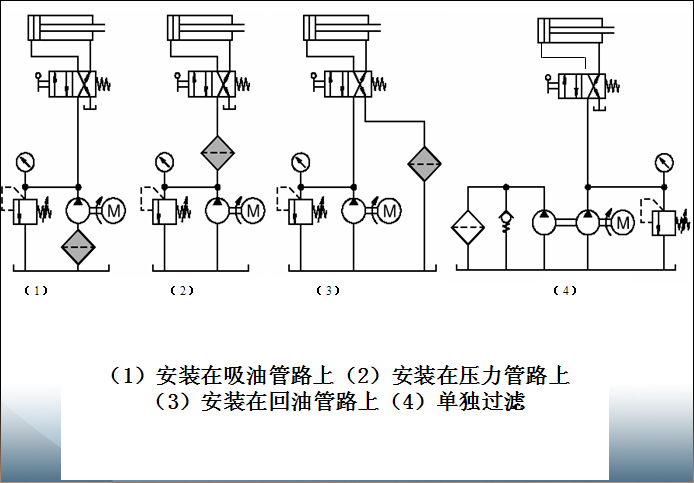 M M M M
（1） （2） （3） （4）
（1）安装在吸油管路上（2）安装在压力管路上
（3）安装在回油管路上（4）单独过滤